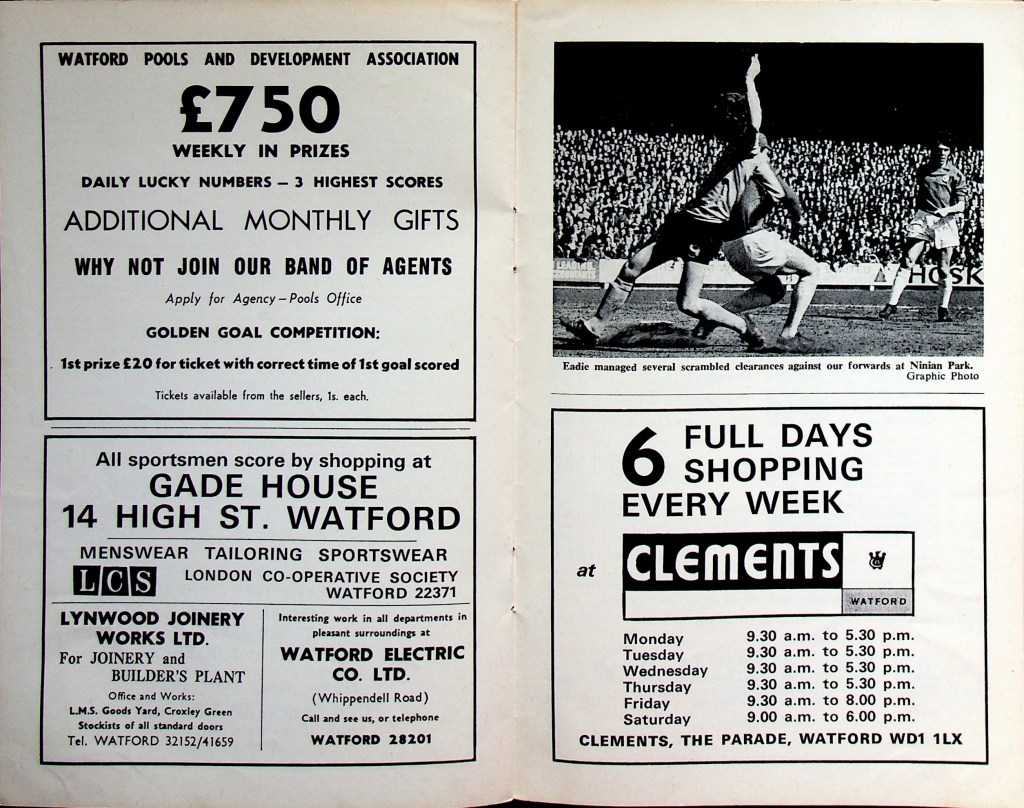 WATFORD POOLS AND DEVELOPMENT ASSOCIATION
£750
WEEKLY IN PRIZES
DAILY LUCKY NUMBERS – 3 HIGHEST SCORES
ADDITIONAL MONTHLY GIFTS
WHY NOT JOIN OUR BAND OF AGENTS
Apply for Agency – Pools Office
GOLDEN GOAL COMPETITION:
1st prize £20 for ticket with correct time of 1st goal scored
Tickets available from the sellers, 1s. each.
All sportsmen score by shopping at
GADE HOUSE
14 HIGH ST. WATFORD
MENSWEAR TAILORING SPORTSWEAR
LCS
LONDON CO-OPERATIVE SOCIETY
WATFORD 22371
LYNWOOD JOINERY
WORKS LTD.
For JOINERY and
BUILDER'S PLANT
Office and Works:
L.M.S. Goods Yard, Croxley Green
Stockists of all standard doors
Tel. WATFORD 32152/41659
Interesting work in all departments in
pleasant surroundings at
WATFORD ELECTRIC
CO. LTD.
(Whippendell Road)
Call and see us, or telephone
WATFORD 28201
LEADING
HOSK
Eadie managed several scrambled clearances against our forwards at Ninian Park.
Graphic Photo
6 FULL DAYS
SHOPPING
EVERY WEEK
at
CLEMENTS
WATFORD
Monday 9.30 a.m. to 5.30 p.m.
Tuesday 9.30 a.m. to 5.30 p.m.
Wednesday 9.30 a.m. to 5.30 p.m.
Thursday 9.30 a.m. to 5.30 p.m.
Friday 9.30 a.m. to 8.00 p.m.
Saturday 9.00 a.m. to 6.00 p.m.
CLEMENTS, THE PARADE, WATFORD WD1 1LX